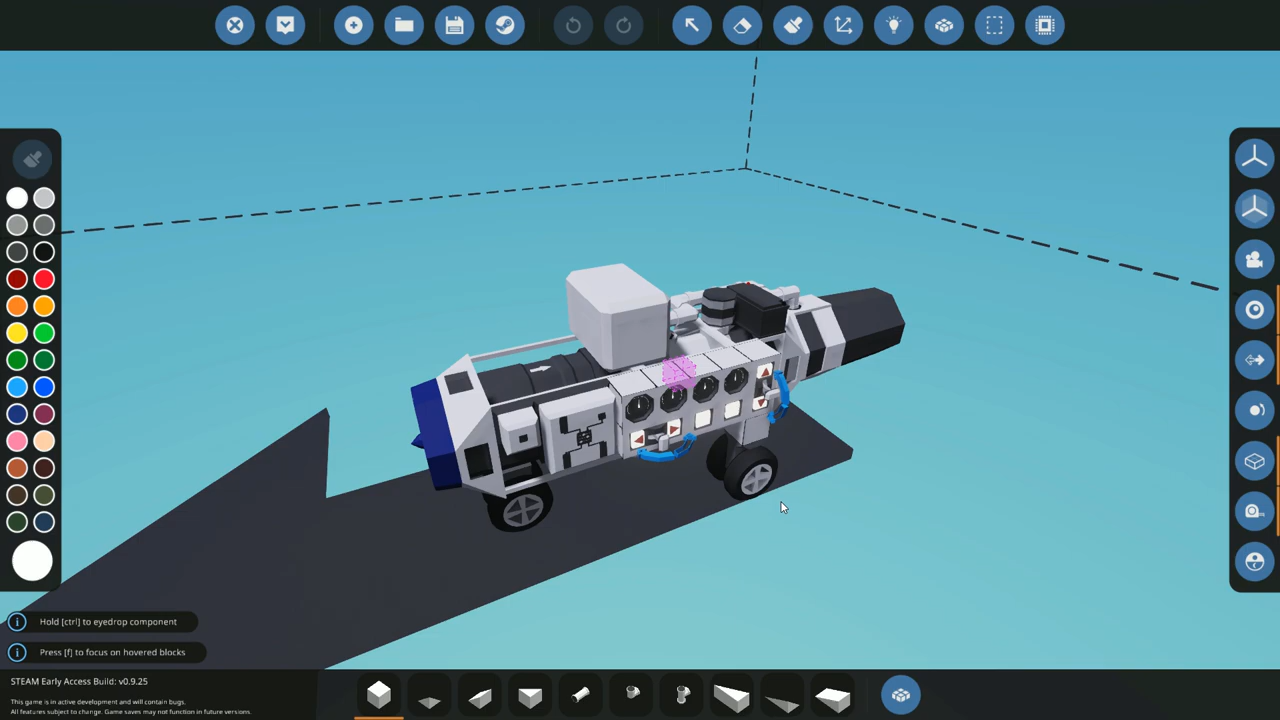 Hold [ctrl] to eyedrop component
Press [f] to focus on hovered blocks
STEAM Early Access Build: v0.9.25
This game is in active development and will contain bugs.
All features subject to change. Game saves may not function in future versions.